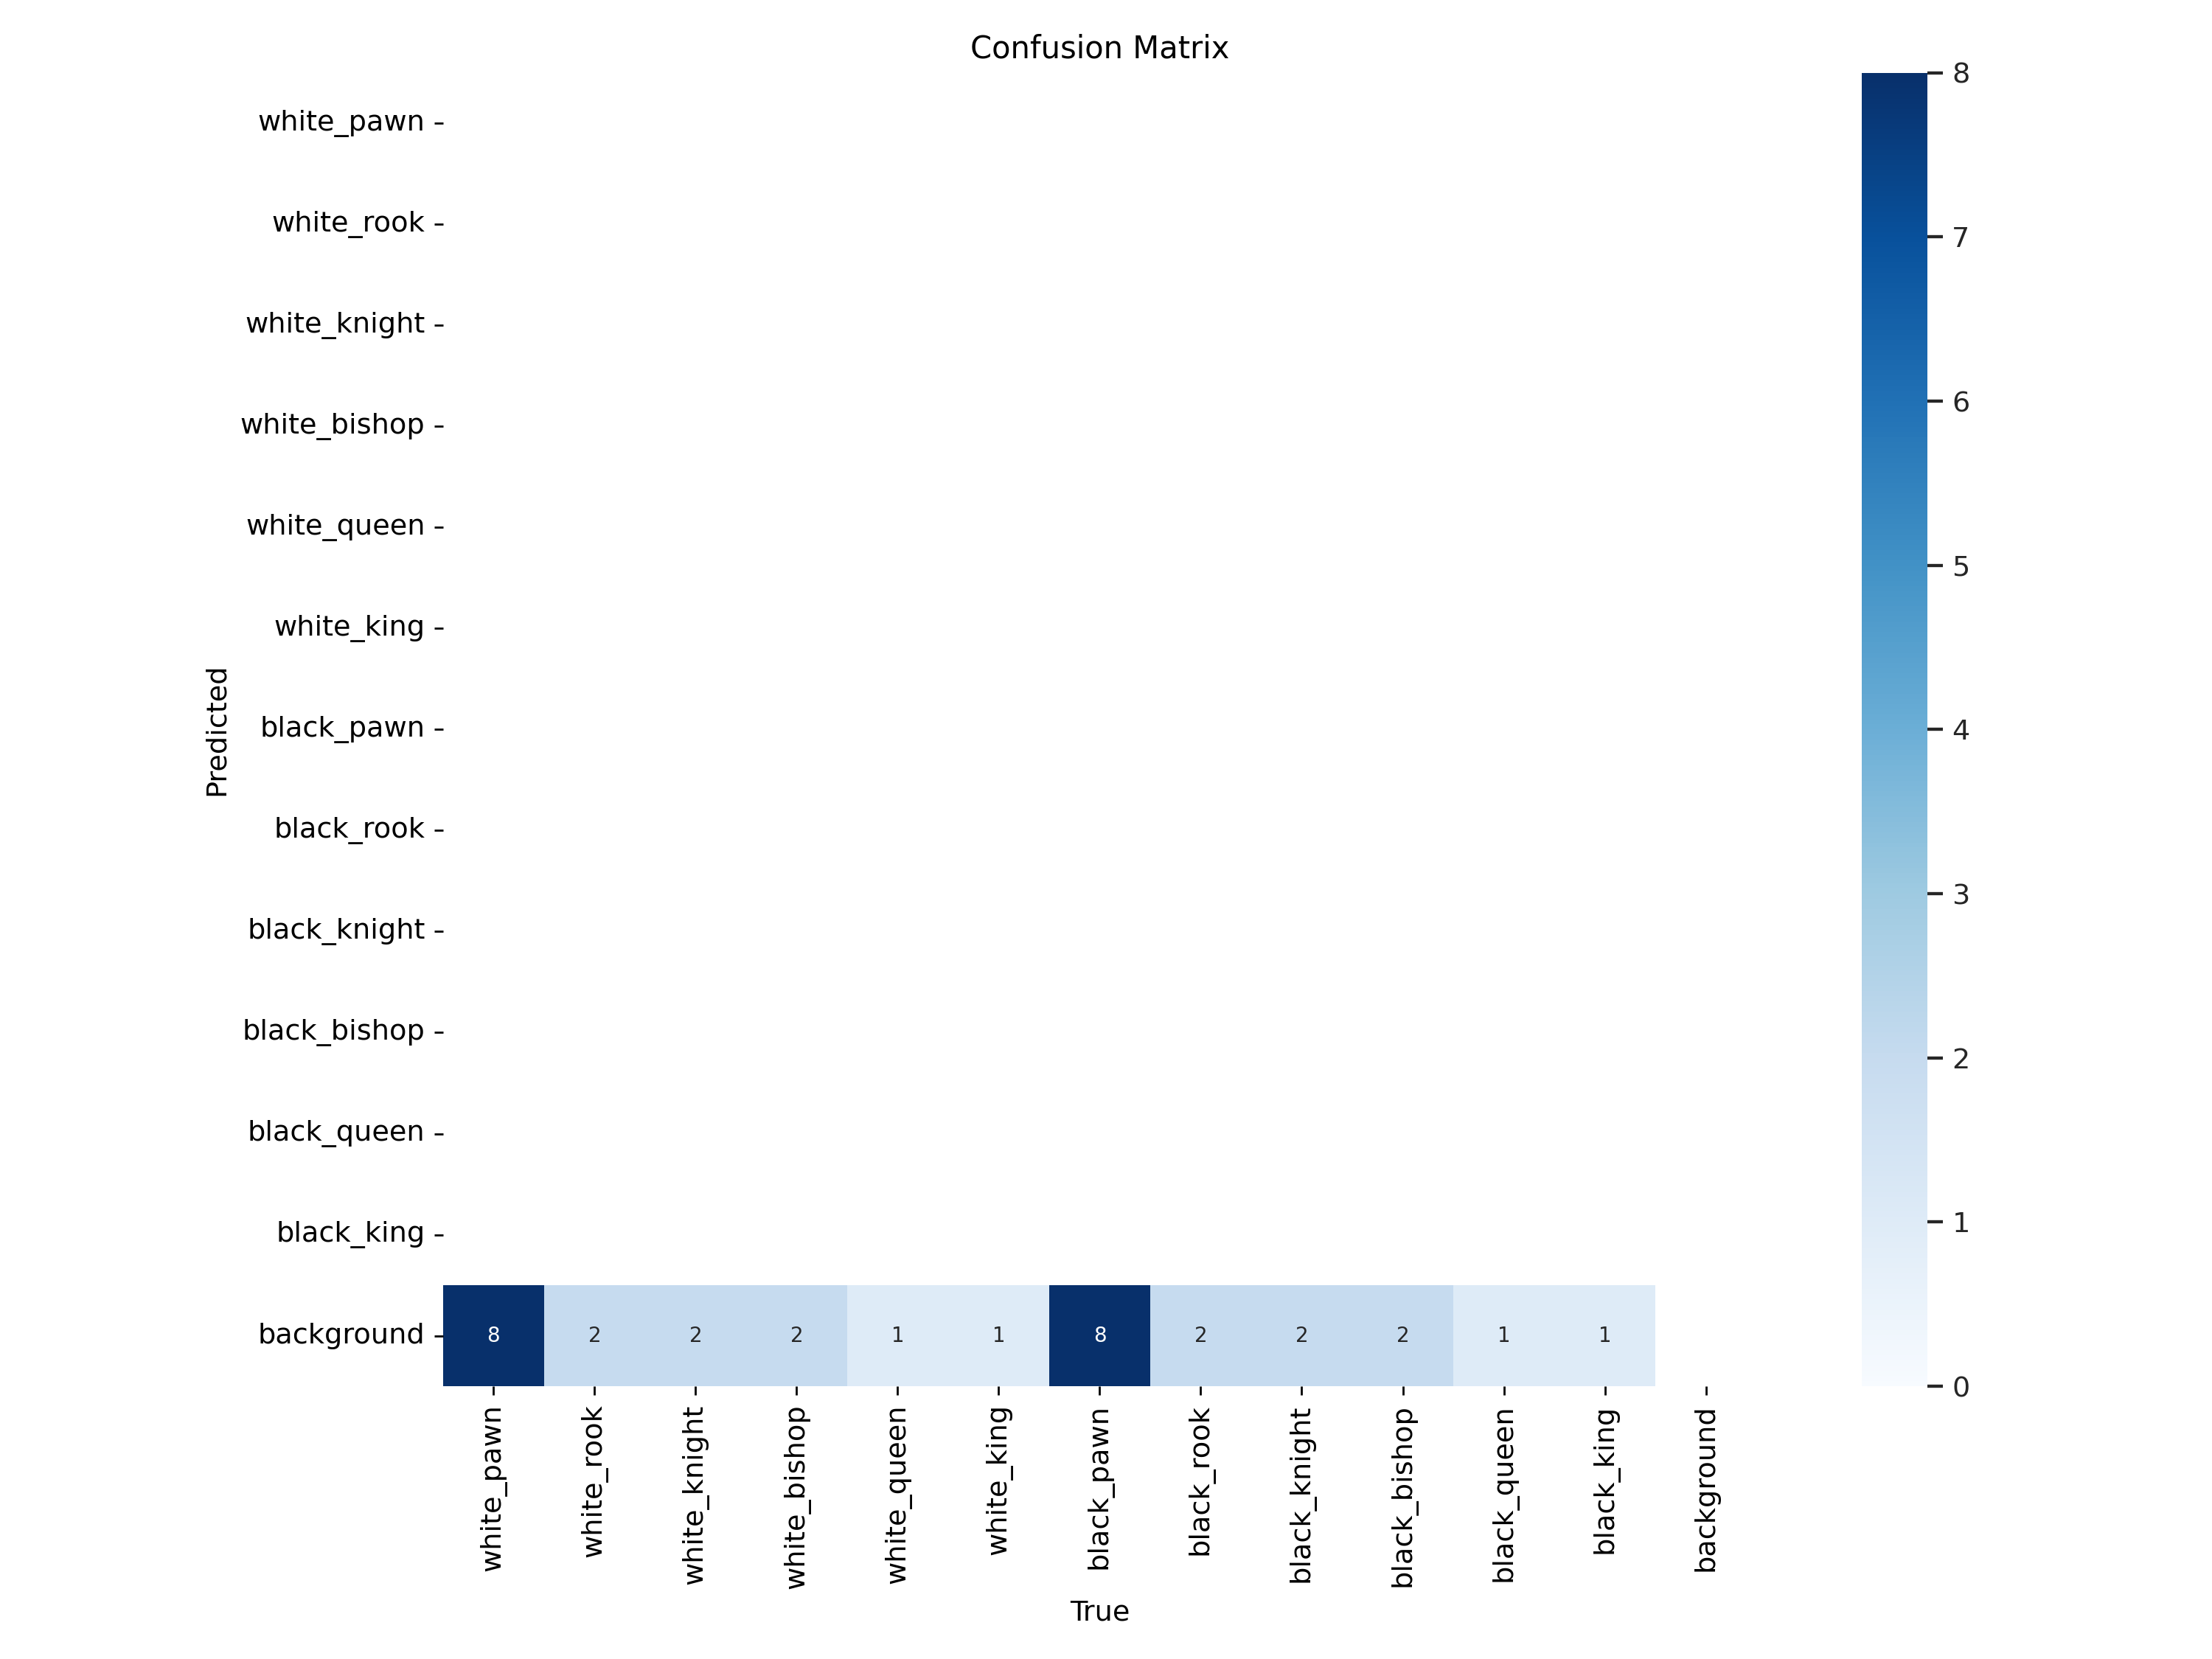 Confusion Matrix
white_pawn
white_rook
white_knight
white_bishop
white_queen
white_king
black_pawn
black_rook
black_knight
black_bishop
black_queen
black_king
background
Predicted
8 2 2 2 1 1 8 2 2 2 1 1
white_pawn
white_rook
white_knight
white_bishop
white_queen
white_king
black_pawn
black_rook
black_knight
black_bishop
black_queen
black_king
background
True
8
7
6
5
4
3
2
1
0